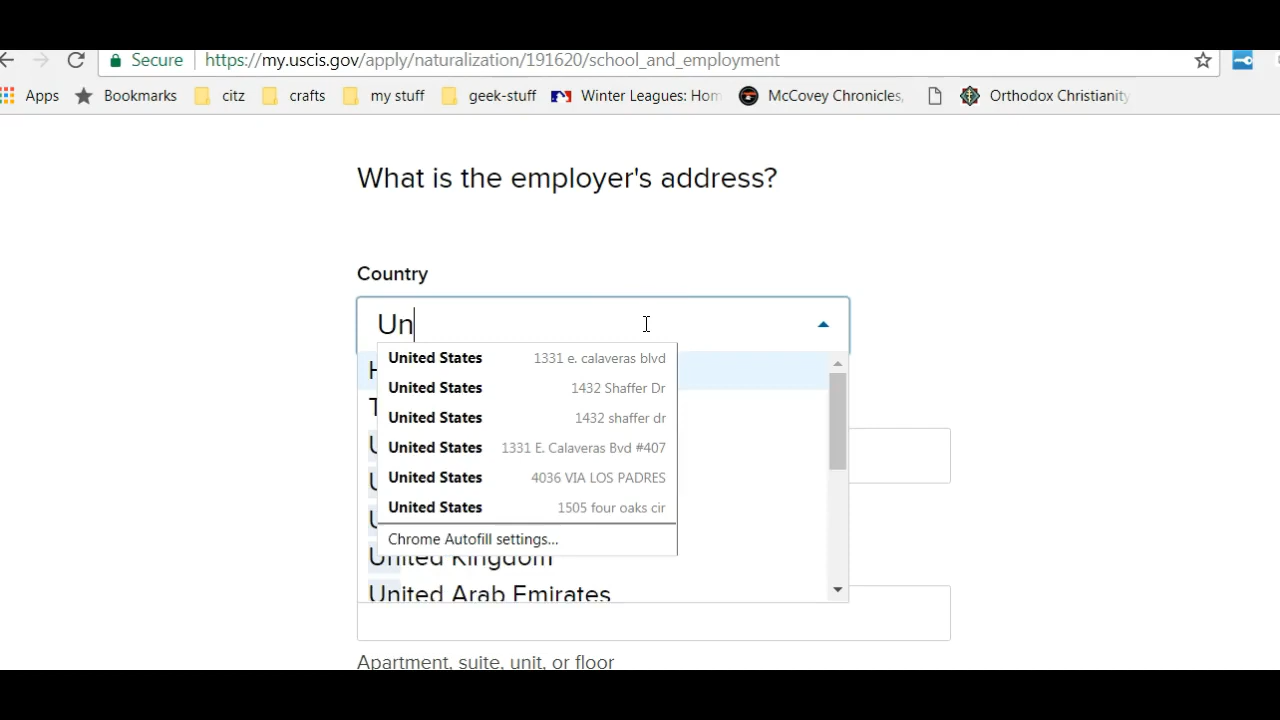 Secure https://my.uscis.gov/apply/naturalization/191620/school_and_employment
Apps Bookmarks citz crafts my stuff geek-stuff Winter Leagues: Hom McCovey Chronicles, Orthodox Christianity
What is the employer's address?
Country
Un
United States 1331 e. calaveras blvd
United States 1432 Shaffer Dr
United States 1432 shaffer dr
United States 1331 E. Calaveras Bvd #407
United States 4036 VIA LOS PADRES
United States 1505 four oaks cir
Chrome Autofill settings...
United Kingdom
United Arab Emirates
Apartment, suite, unit, or floor